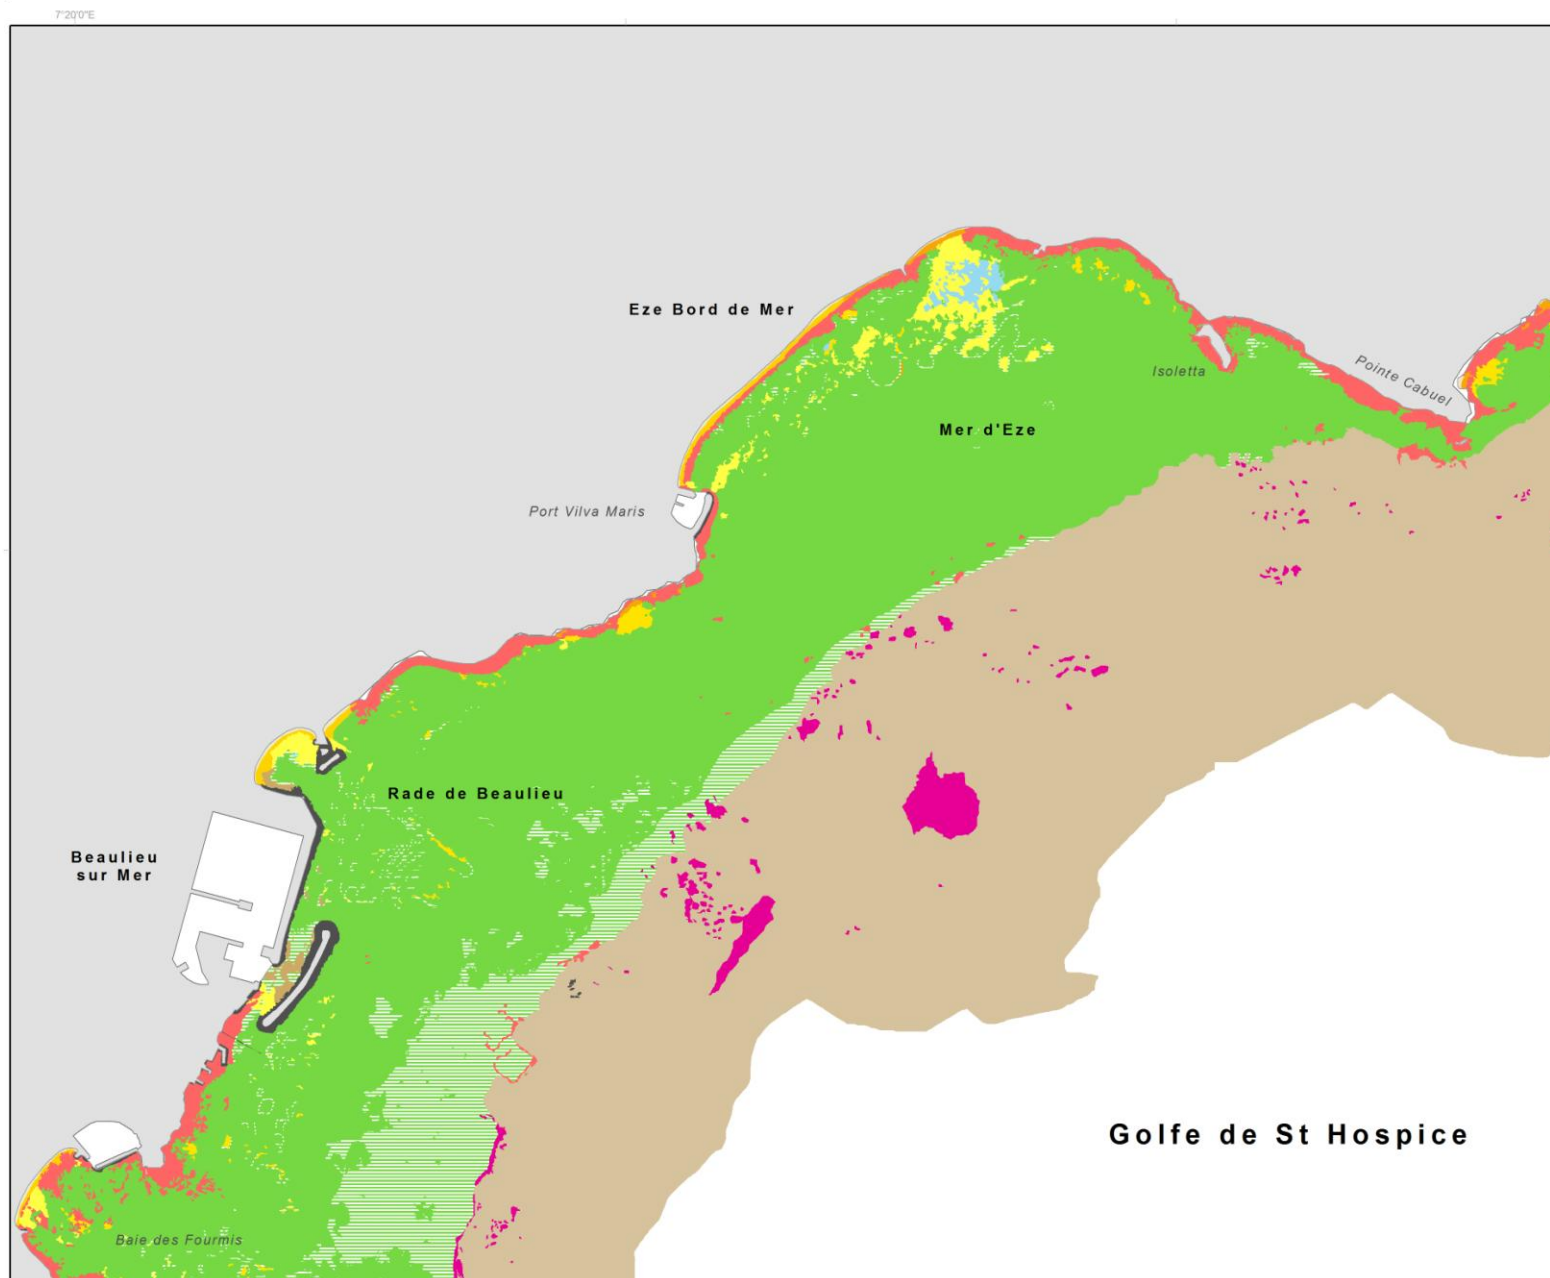 7°20'0"E
Eze Bord de Mer
Isoletta
Pointe Cabuel
Mer d'Eze
Port Vilva Maris
Rade de Beaulieu
Beaulieu
sur Mer
Golfe de St Hospice
Baie des Fourmis